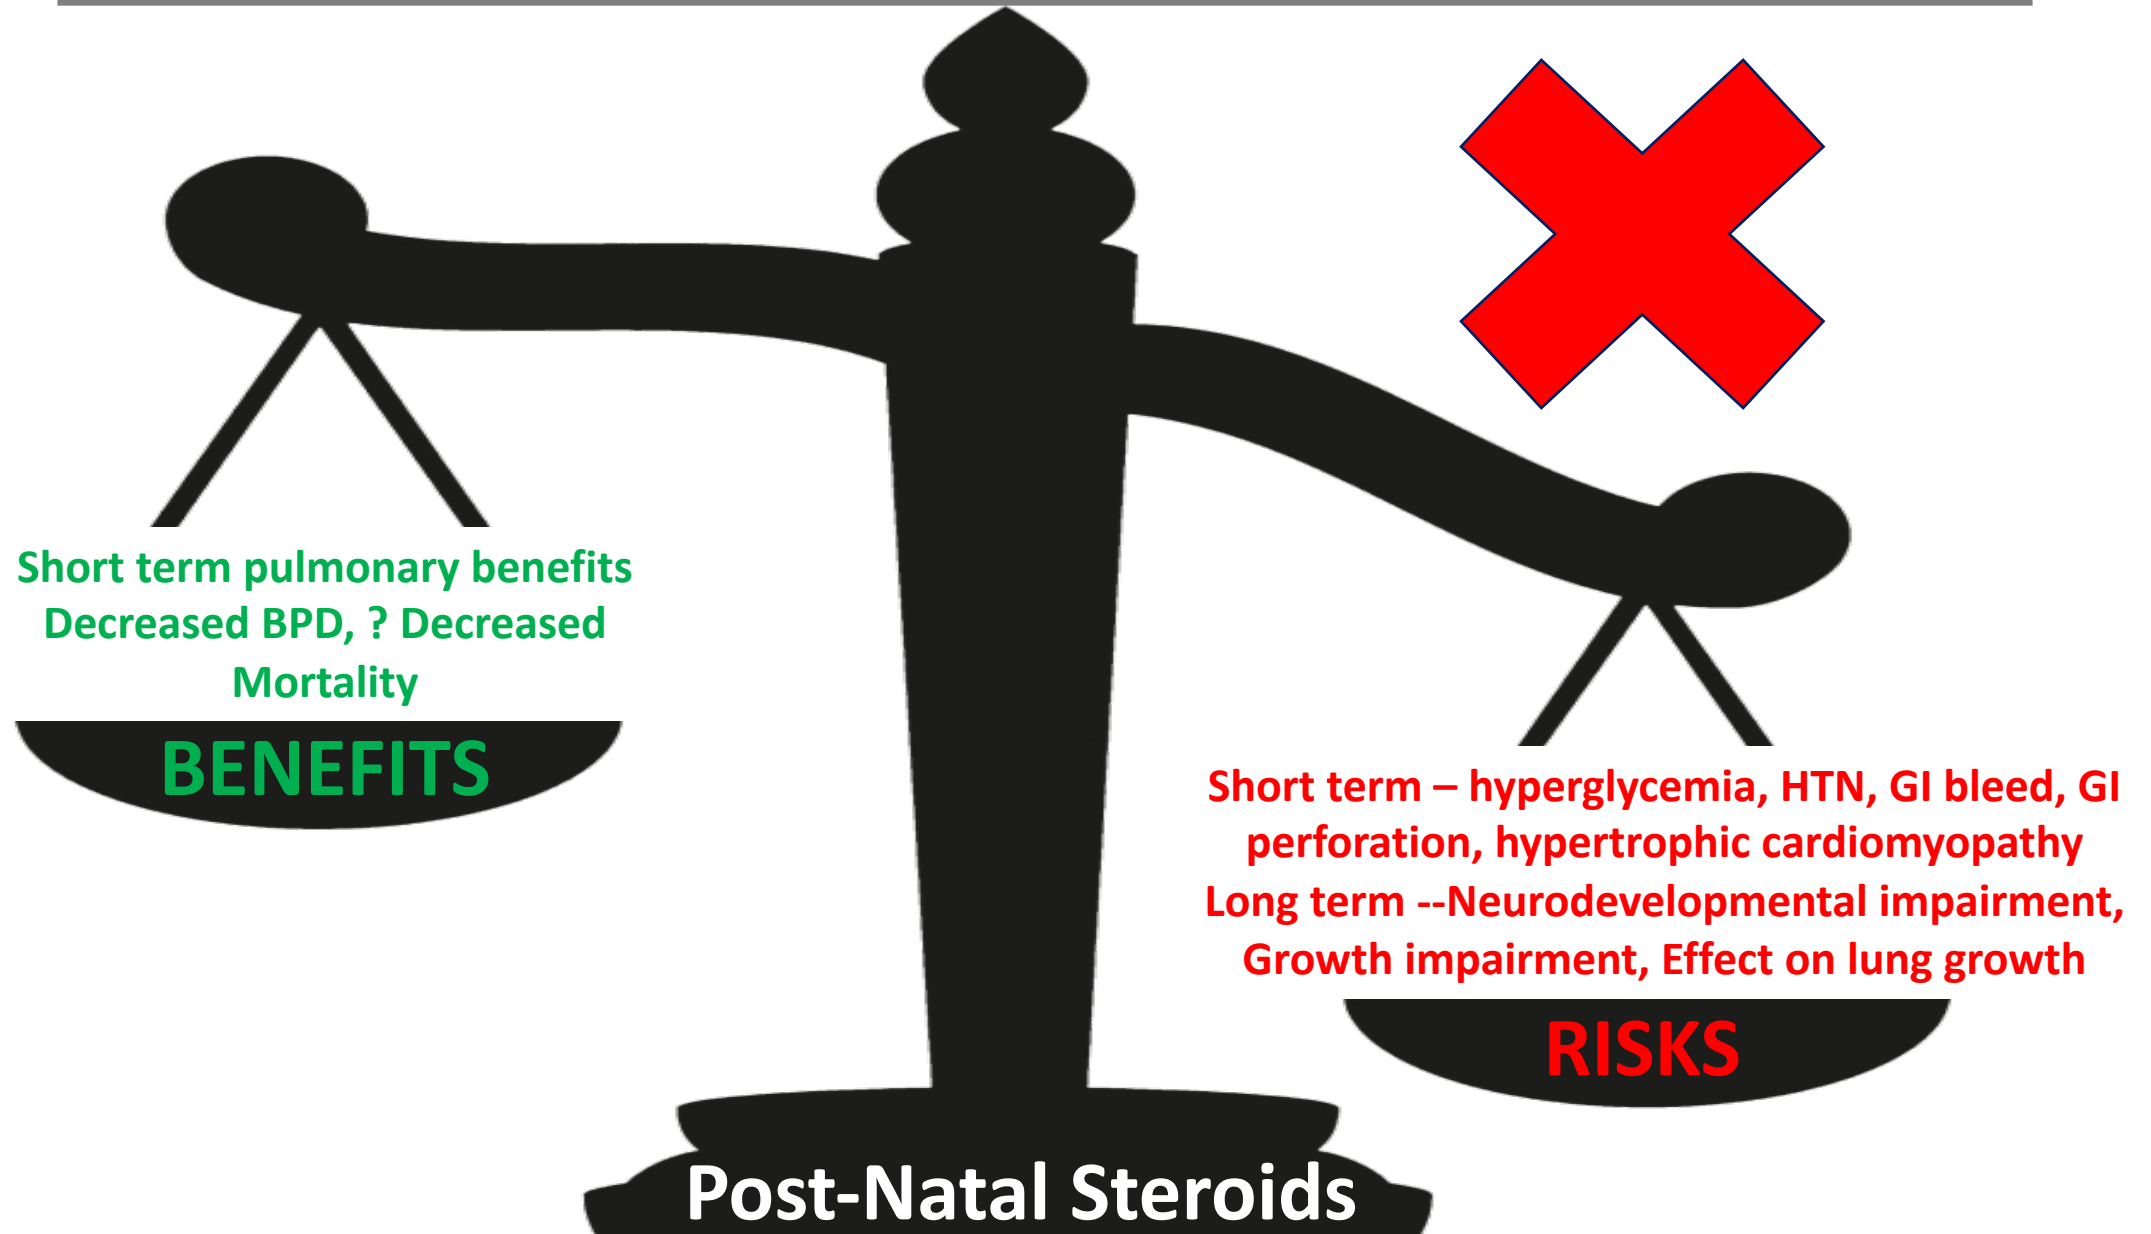 Short term pulmonary benefits
Decreased BPD, ? Decreased
Mortality
BENEFITS
Short term – hyperglycemia, HTN, GI bleed, GI
perforation, hypertrophic cardiomyopathy
Long term --Neurodevelopmental impairment,
Growth impairment, Effect on lung growth
RISKS
Post-Natal Steroids